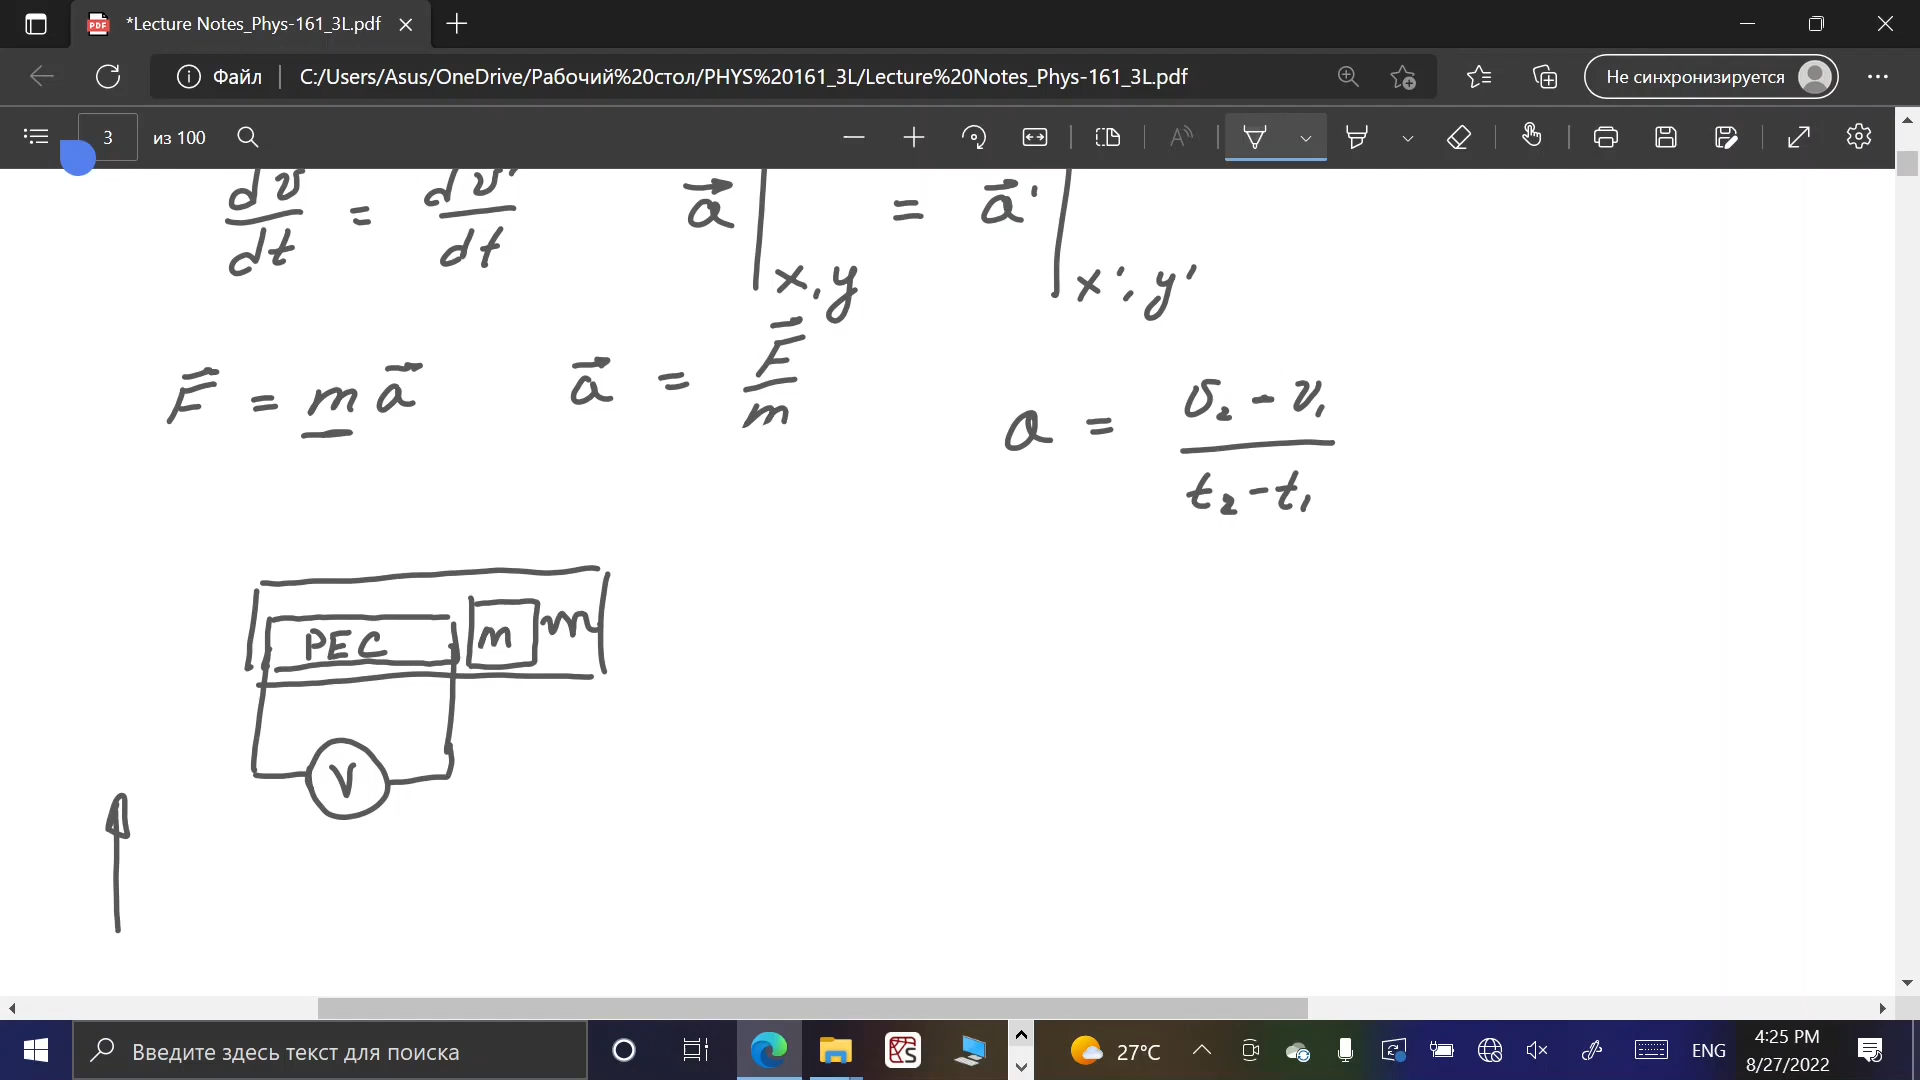 *Lecture Notes_Phys-161_3L.pdf
Файл C:/Users/Asus/OneDrive/Рабочий%20стол/PHYS%20161_3L/Lecture%20Notes_Phys-161_3L.pdf Не синхронизируется
3 из 100
dv/dt = dv'/dt a⃗ |x,y = a⃗' |x',y'
F⃗ = m a⃗ a⃗ = F⃗/m a = v₂ - v₁ / t₂ - t₁
PEC m m
V
Введите здесь текст для поиска 27°C ENG 4:25 PM
8/27/2022